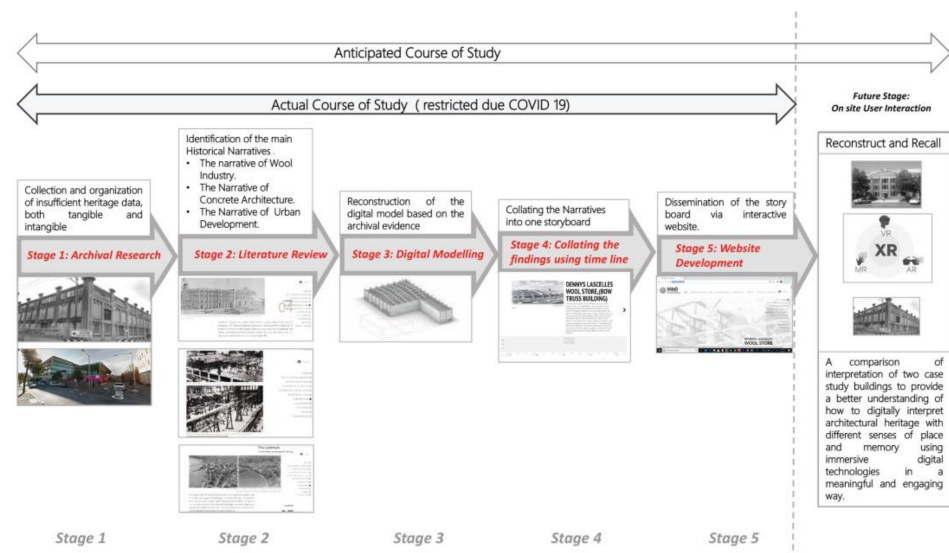 Anticipated Course of Study
Actual Course of Study ( restricted due COVID 19)
Future Stage:
On site User Interaction
Collection and organization
of insufficient heritage data,
both tangible and
intangible
Stage 1: Archival Research
Identification of the main
Historical Narratives .
• The narrative of Wool
Industry.
• The Narrative of
Concrete Architecture.
• The Narrative of Urban
Development.
Stage 2: Literature Review
04
The Landmark
Reconstruction of the
digital model based on the
archival evidence
Stage 3: Digital Modelling
Collating the Narratives
into one storyboard
Stage 4: Collating the
findings using time line
DENNYS LASCELLES
WOOL STORE,(BOW
TRUSS BUILDING)
Dissemination of the story
board via interactive
website.
Stage 5: Website
Development
WOOL STORE
Reconstruct and Recall
VR
XR
MR
AR
A comparison of
interpretation of two case
study buildings to provide
a better understanding of
how to digitally interpret
architectural heritage with
different senses of place
and memory using
immersive digital
technologies in a
meaningful and engaging
way.
Stage 1
Stage 2
Stage 3
Stage 4
Stage 5